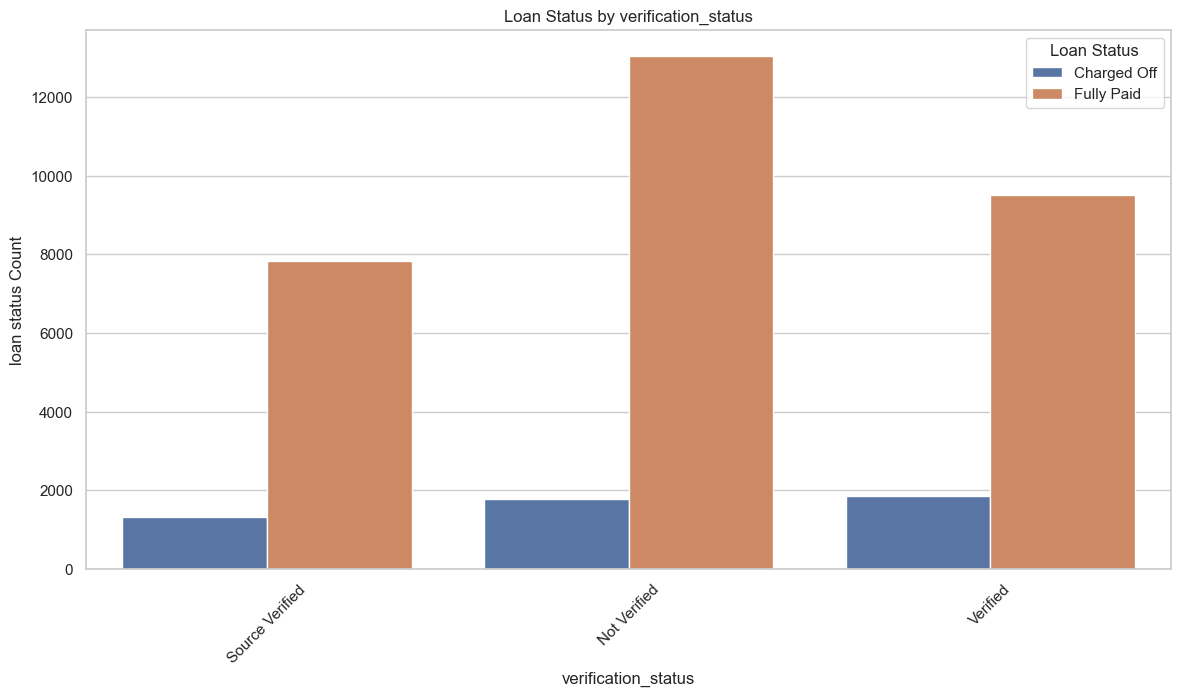 Loan Status by verification_status
Loan Status
Charged Off
Fully Paid
loan status Count
12000
10000
8000
6000
4000
2000
0
Source Verified
Not Verified
Verified
verification_status